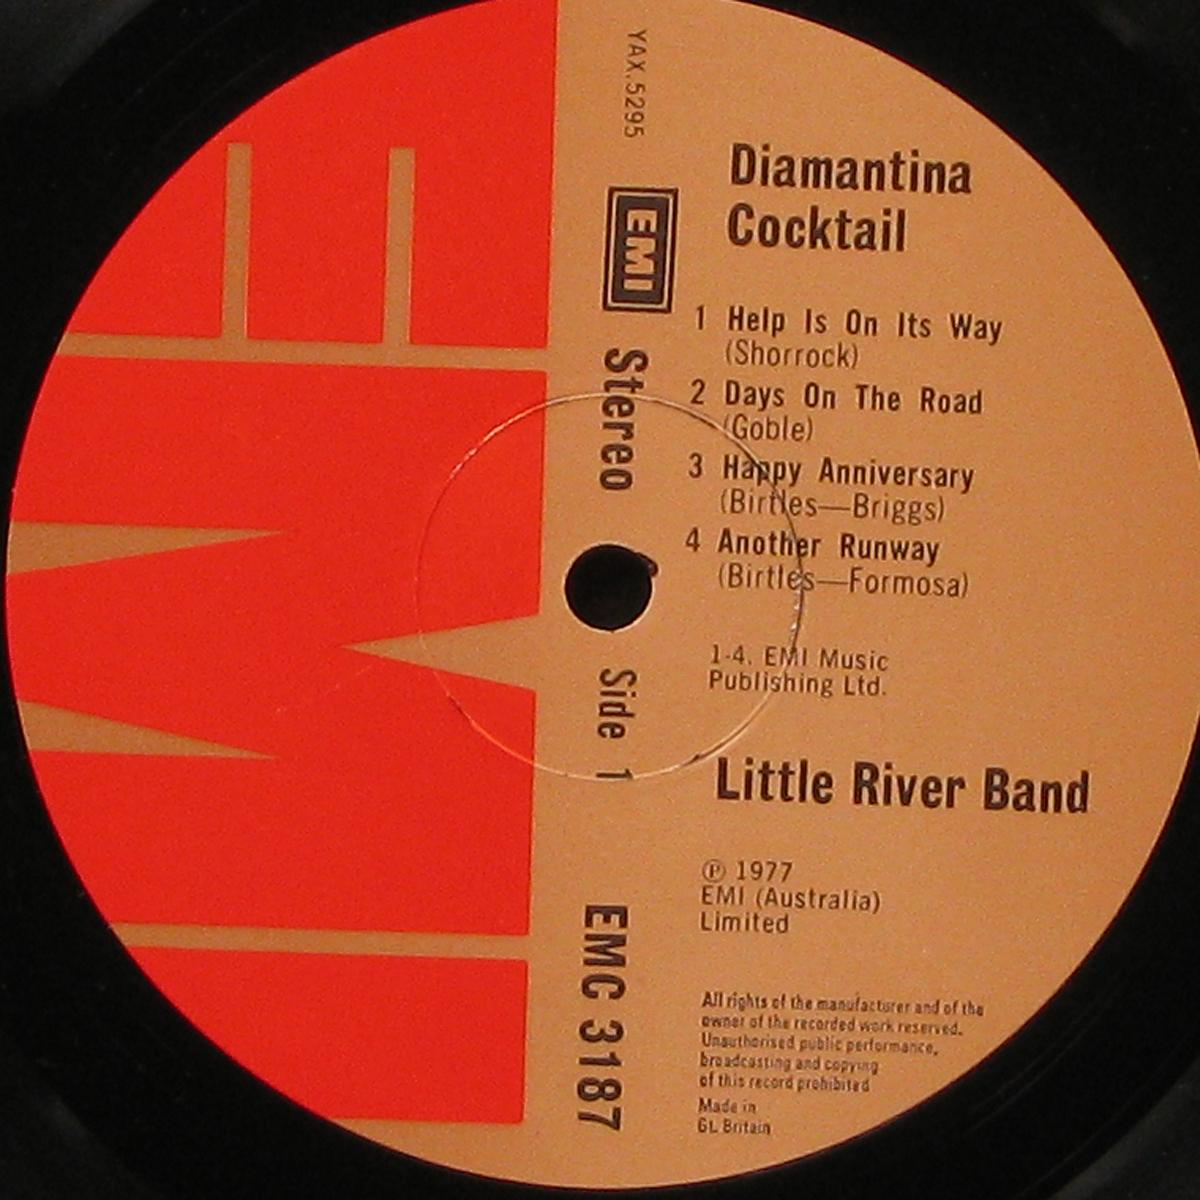 YAX.5295
EMI
Stereo
Side 1
EMC 3187
Diamantina
Cocktail
1 Help Is On Its Way
(Shorrock)
2 Days On The Road
(Goble)
3 Happy Anniversary
(Birtles—Briggs)
4 Another Runway
(Birtles—Formosa)
1-4. EMI Music
Publishing Ltd.
Little River Band
Ⓟ 1977
EMI (Australia)
Limited
All rights of the manufacturer and of the
owner of the recorded work reserved.
Unauthorised public performance,
broadcasting and copying
of this record prohibited
Made in
Gt. Britain
EMI